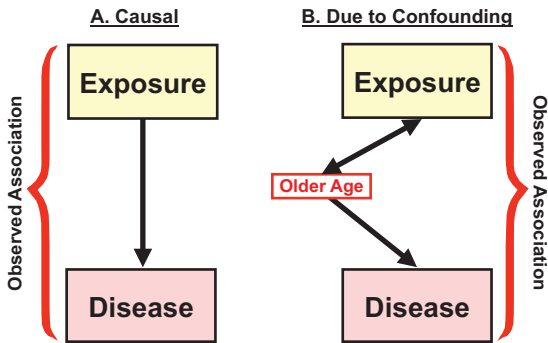 A. Causal
Observed Association
Exposure
Disease
B. Due to Confounding
Exposure
Older Age
Disease
Observed Association